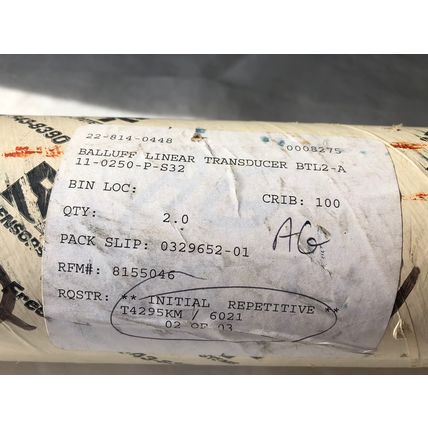 22-814-0448 0008275
BALLUFF LINEAR TRANSDUCER BTL2-A
11-0250-P-S32
BIN LOC: CRIB: 100
QTY: 2.0
AG
PACK SLIP: 0329652-01
RFM#: 8155046
RQSTR: ** INITIAL REPETITIVE **
T4295KM / 6021
02 OF 03